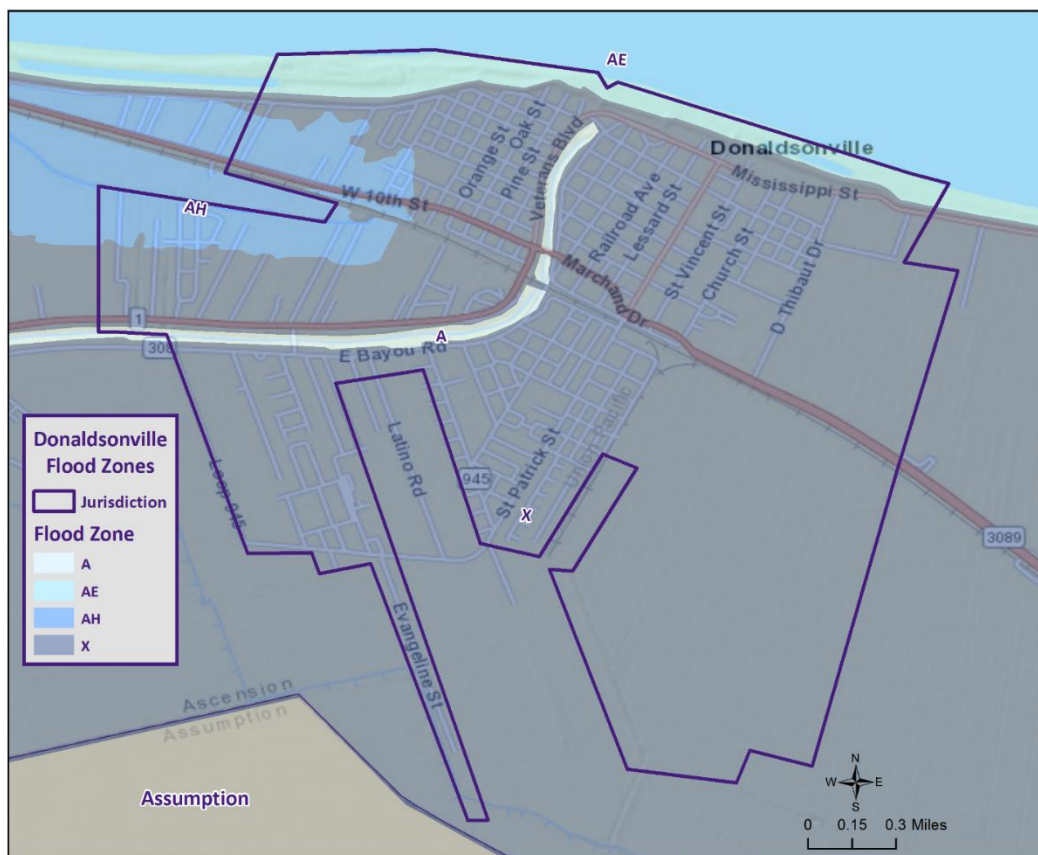 AE
Donaldsonville
Mississippi St
Oak St
Orange St
Pine St
Veterans Blvd
W 10th St
AH
Railroad Ave
Lessard St
St Vincent St
Church St
D Thibaut Dr
Marchand Dr
1
308
A
E Bayou Rd
Latino Rd
945
St Patrick St
Union Pacific
X
Loop 945
3089
Evangeline St
Donaldsonville
Flood Zones
Jurisdiction
Flood Zone
A
AE
AH
X
Ascension
Assumption
Assumption
N
W
E
S
0 0.15 0.3 Miles